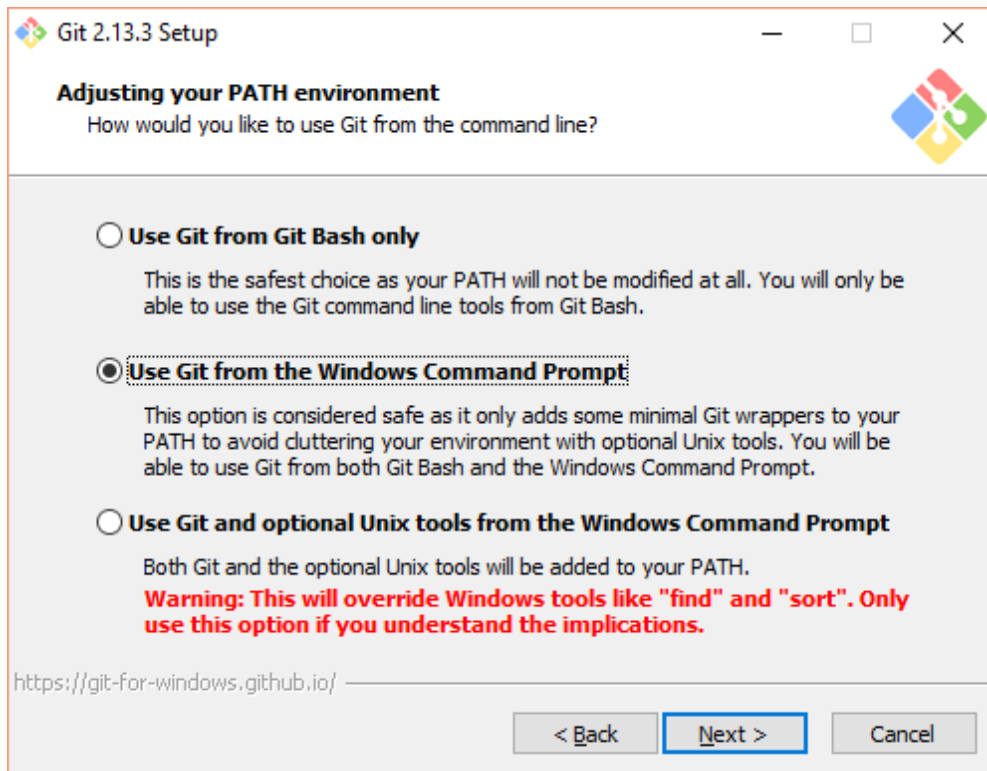 Git 2.13.3 Setup
Adjusting your PATH environment
How would you like to use Git from the command line?
Use Git from Git Bash only
This is the safest choice as your PATH will not be modified at all. You will only be
able to use the Git command line tools from Git Bash.
Use Git from the Windows Command Prompt
This option is considered safe as it only adds some minimal Git wrappers to your
PATH to avoid cluttering your environment with optional Unix tools. You will be
able to use Git from both Git Bash and the Windows Command Prompt.
Use Git and optional Unix tools from the Windows Command Prompt
Both Git and the optional Unix tools will be added to your PATH.
Warning: This will override Windows tools like "find" and "sort". Only
use this option if you understand the implications.
https://git-for-windows.github.io/
< Back Next > Cancel